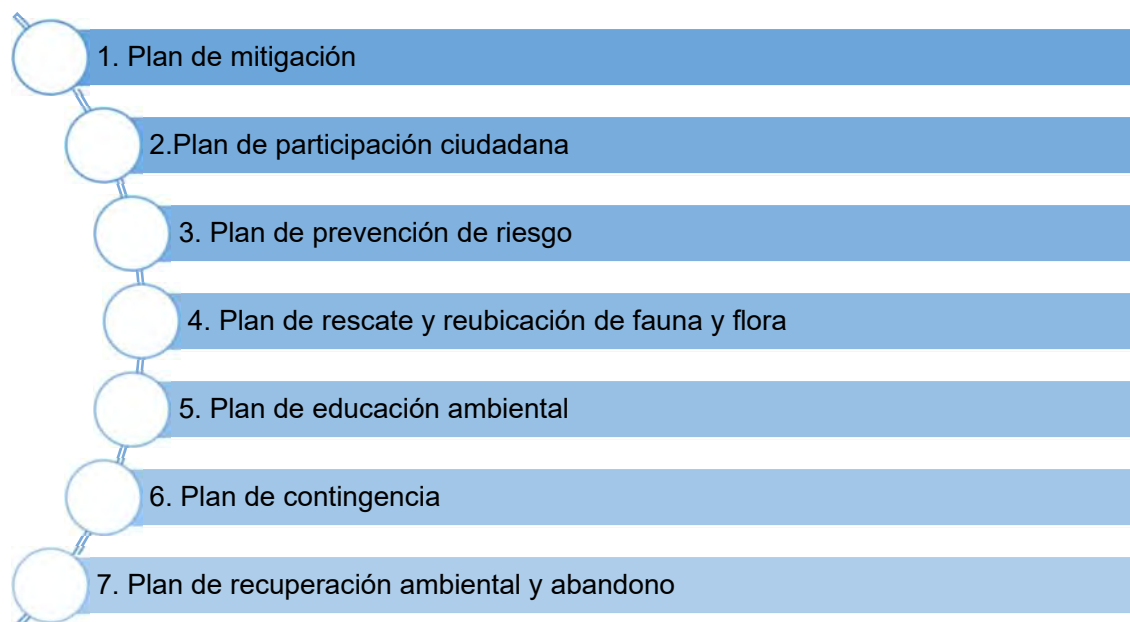 1. Plan de mitigación
2.Plan de participación ciudadana
3. Plan de prevención de riesgo
4. Plan de rescate y reubicación de fauna y flora
5. Plan de educación ambiental
6. Plan de contingencia
7. Plan de recuperación ambiental y abandono